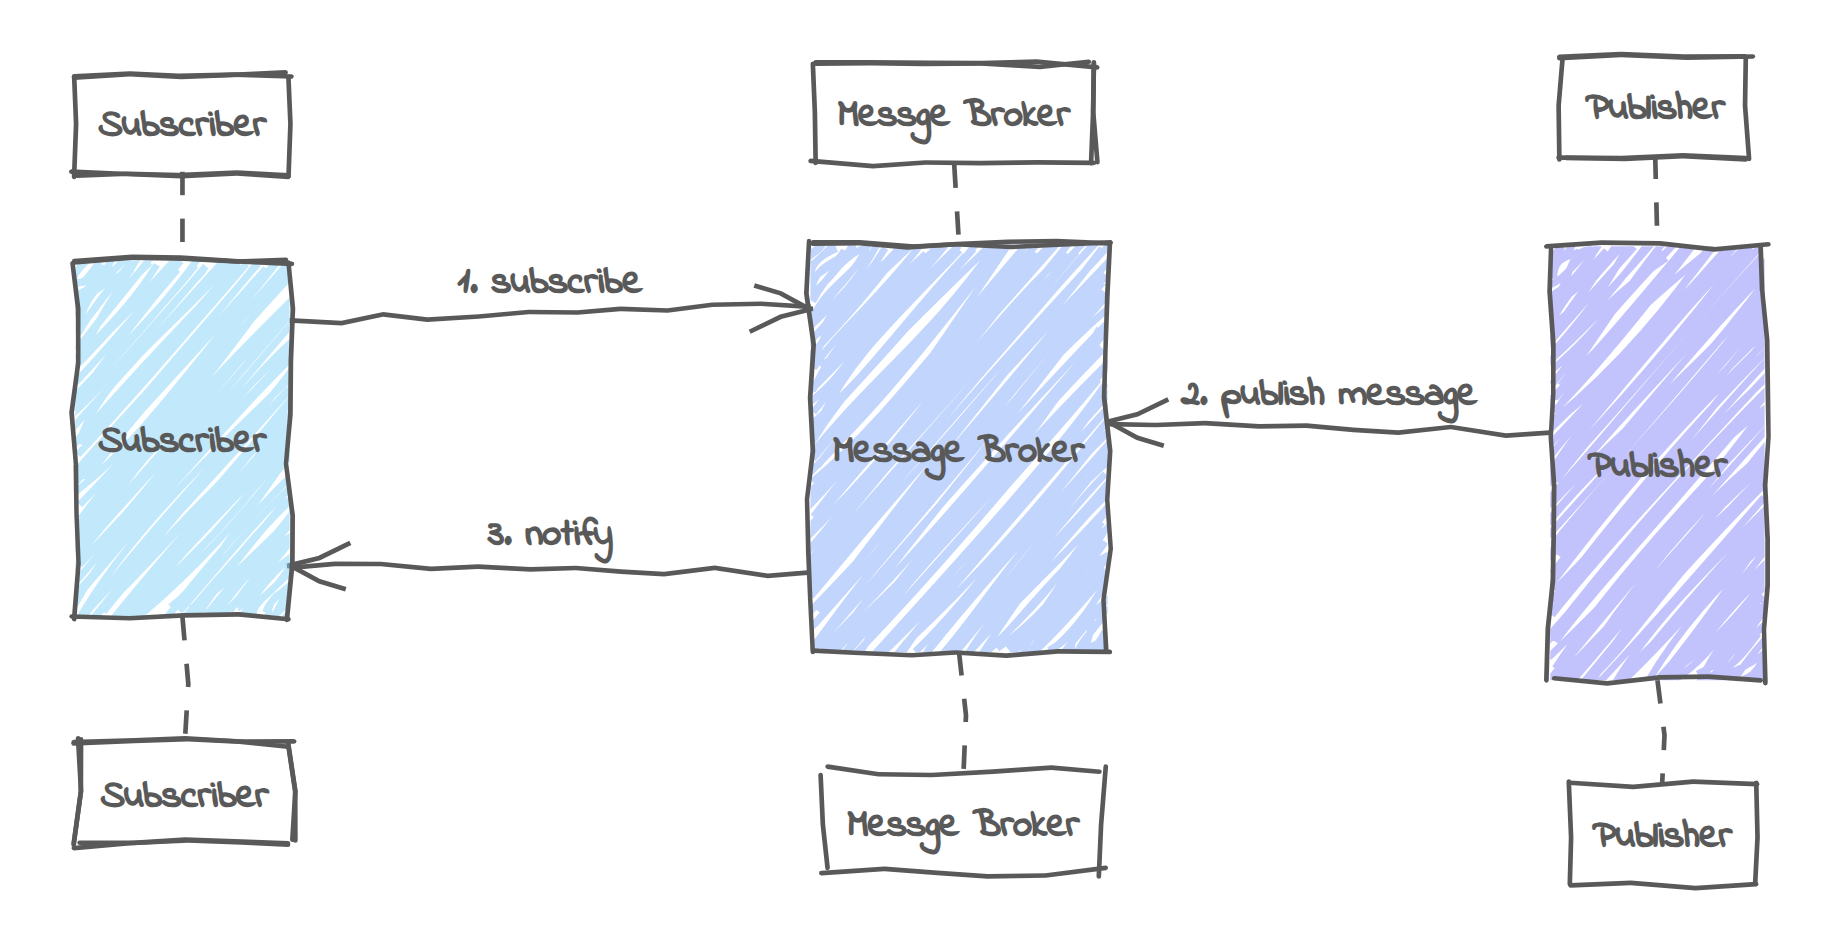 Subscriber
Messge Broker
Publisher
1. subscribe
2. publish message
Subscriber
Message Broker
Publisher
3. notify
Subscriber
Messge Broker
Publisher